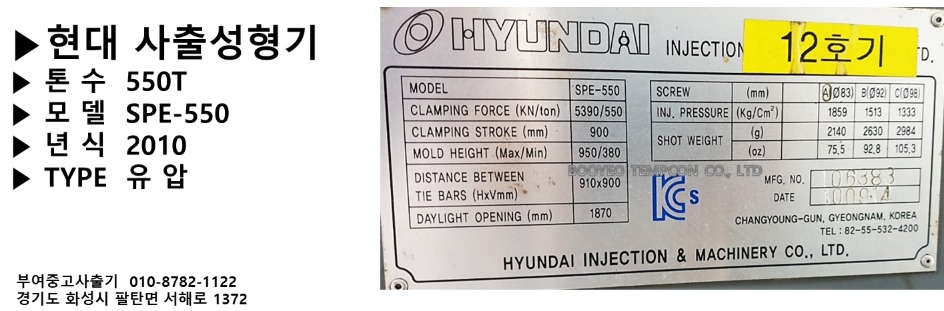 ▶현대 사출성형기
▶톤 수 550T
▶모 델 SPE-550
▶년 식 2010
▶TYPE 유 압
부여중고사출기 010-8782-1122
경기도 화성시 팔탄면 서해로 1372
HYUNDAI INJECTION TD.
12호기
MODEL SPE-550
CLAMPING FORCE (KN/ton) 5390/550
CLAMPING STROKE (mm) 900
MOLD HEIGHT (Max/Min) 950/380
DISTANCE BETWEEN
TIE BARS (HxVmm) 910x900
DAYLIGHT OPENING (mm) 1870
SCREW (mm) A(Ø83) B(Ø92) C(Ø98)
INJ. PRESSURE (Kg/Cm²) 1859 1513 1333
SHOT WEIGHT (g) 2140 2630 2984
(oz) 75,5 92,8 105,3
BOOYEO TEMPCON CO., LTD
KCs
MFG. NO. 106383
DATE 100914
CHANGYOUNG-GUN, GYEONGNAM, KOREA
TEL : 82-55-532-4200
HYUNDAI INJECTION & MACHINERY CO., LTD.